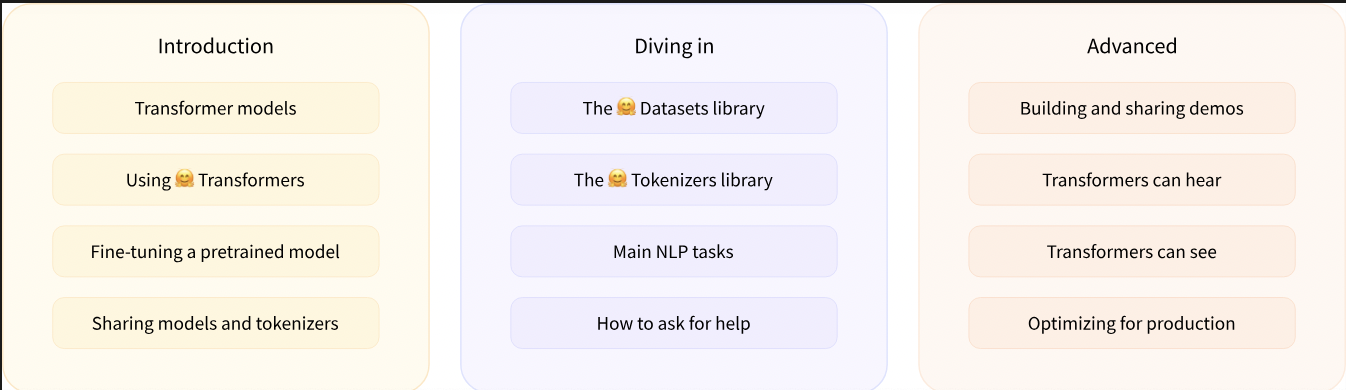 Introduction
Transformer models
Using 🤗 Transformers
Fine-tuning a pretrained model
Sharing models and tokenizers
Diving in
The 🤗 Datasets library
The 🤗 Tokenizers library
Main NLP tasks
How to ask for help
Advanced
Building and sharing demos
Transformers can hear
Transformers can see
Optimizing for production